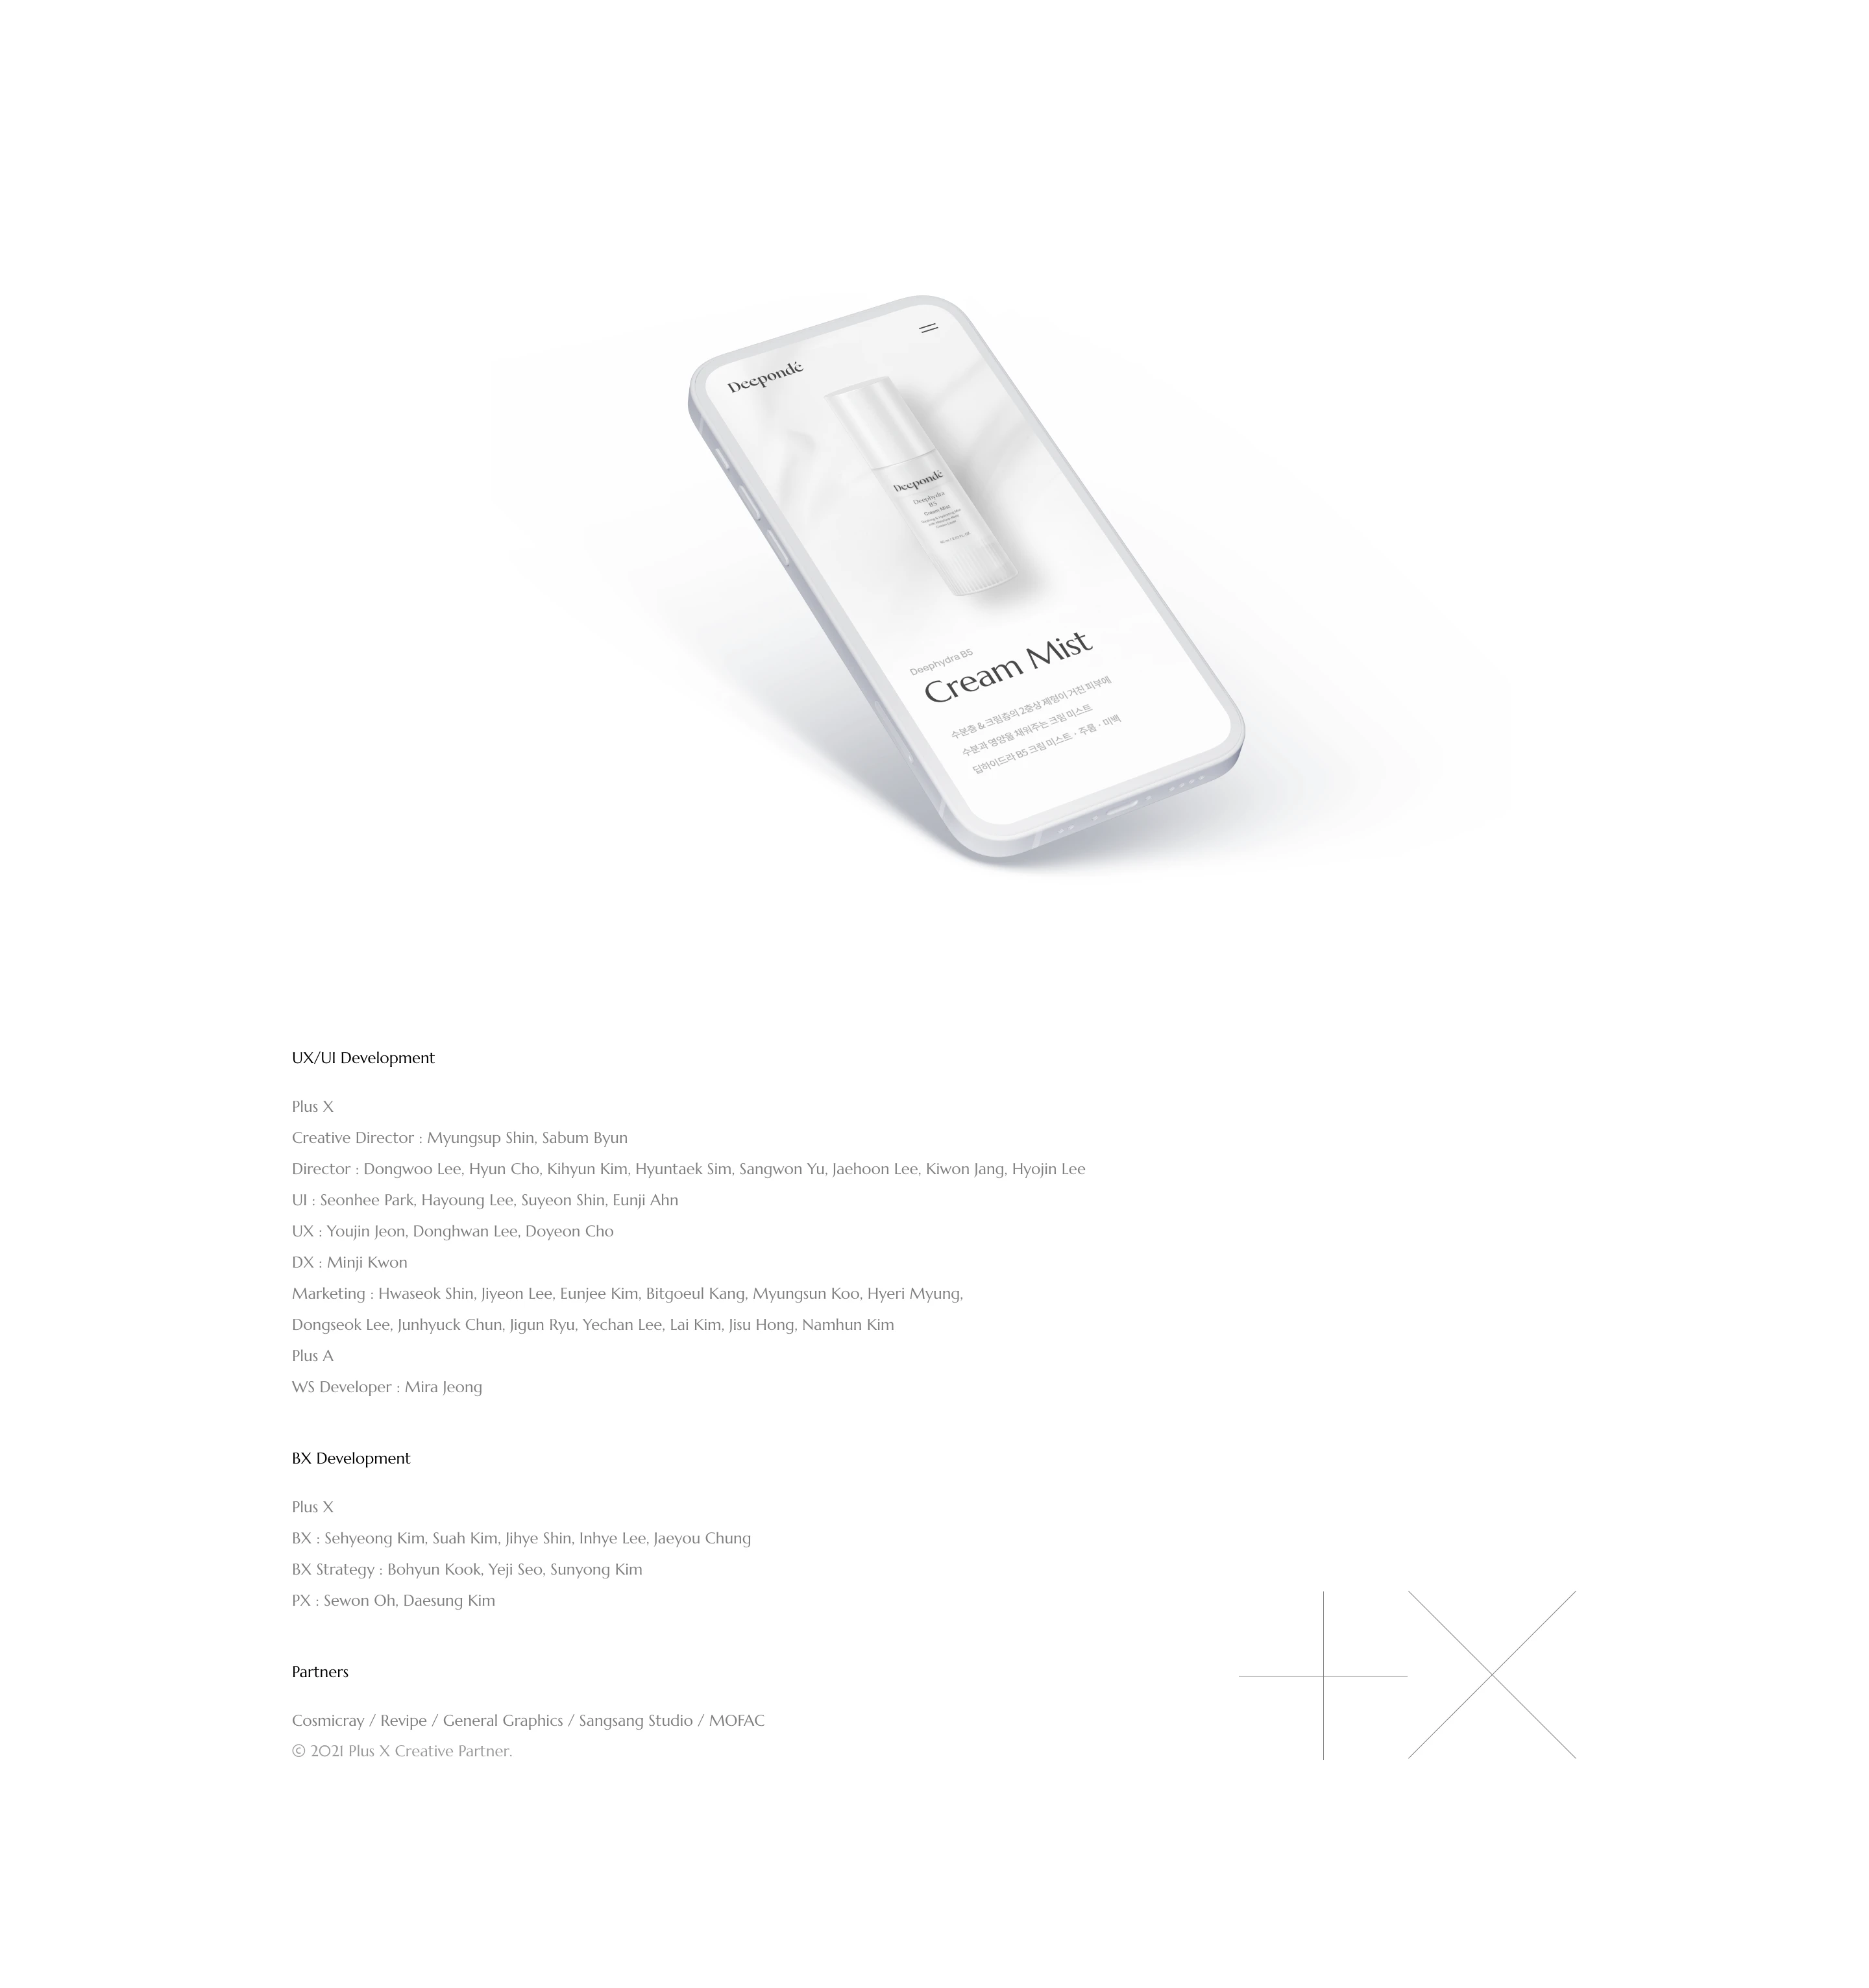 Deepondé
Deepondé
Deephydra
B5
Cream Mist
Deephydra B5
Cream Mist
수분층 & 크림층의 2층상 제형이 거친 피부에
수분과 영양을 채워주는 크림 미스트
딥하이드라 B5 크림 미스트 · 주름 · 미백
UX/UI Development
Plus X
Creative Director : Myungsup Shin, Sabum Byun
Director : Dongwoo Lee, Hyun Cho, Kihyun Kim, Hyuntaek Sim, Sangwon Yu, Jaehoon Lee, Kiwon Jang, Hyojin Lee
UI : Seonhee Park, Hayoung Lee, Suyeon Shin, Eunji Ahn
UX : Youjin Jeon, Donghwan Lee, Doyeon Cho
DX : Minji Kwon
Marketing : Hwaseok Shin, Jiyeon Lee, Eunjee Kim, Bitgoeul Kang, Myungsun Koo, Hyeri Myung,
Dongseok Lee, Junhyuck Chun, Jigun Ryu, Yechan Lee, Lai Kim, Jisu Hong, Namhun Kim
Plus A
WS Developer : Mira Jeong
BX Development
Plus X
BX : Sehyeong Kim, Suah Kim, Jihye Shin, Inhye Lee, Jaeyou Chung
BX Strategy : Bohyun Kook, Yeji Seo, Sunyong Kim
PX : Sewon Oh, Daesung Kim
Partners
Cosmicray / Revipe / General Graphics / Sangsang Studio / MOFAC
© 2021 Plus X Creative Partner.